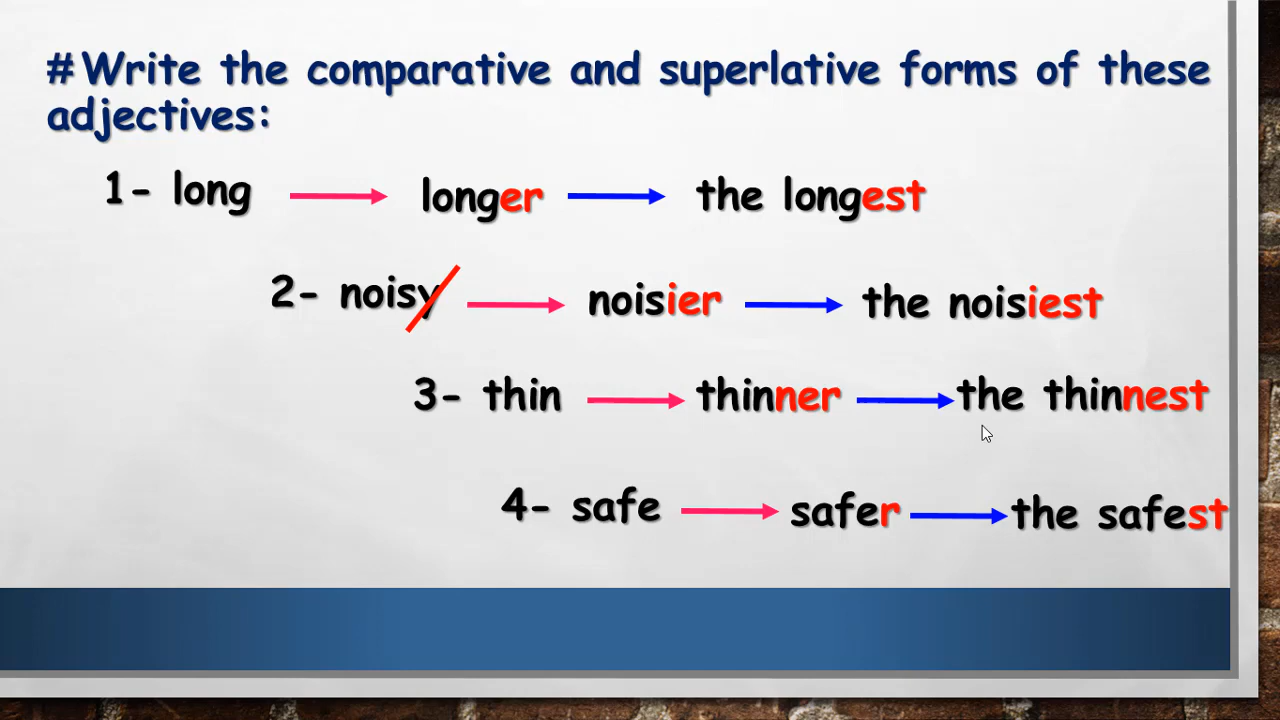 #Write the comparative and superlative forms of these
adjectives:
1- long longer the longest
2- noisy noisier the noisiest
3- thin thinner the thinnest
4- safe safer the safest